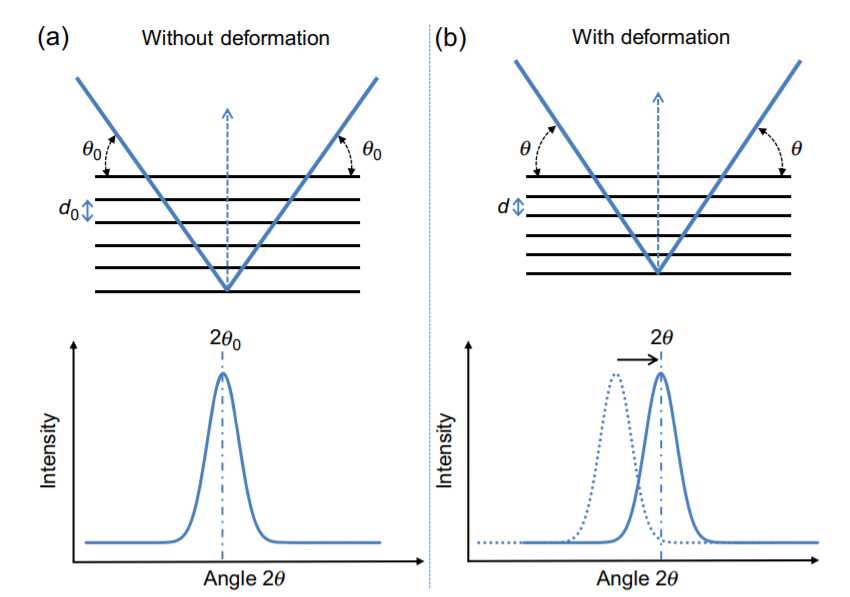 (a) Without deformation
θ₀ θ₀
d₀
2θ₀
Intensity
Angle 2θ
(b) With deformation
θ θ
d
2θ
Intensity
Angle 2θ